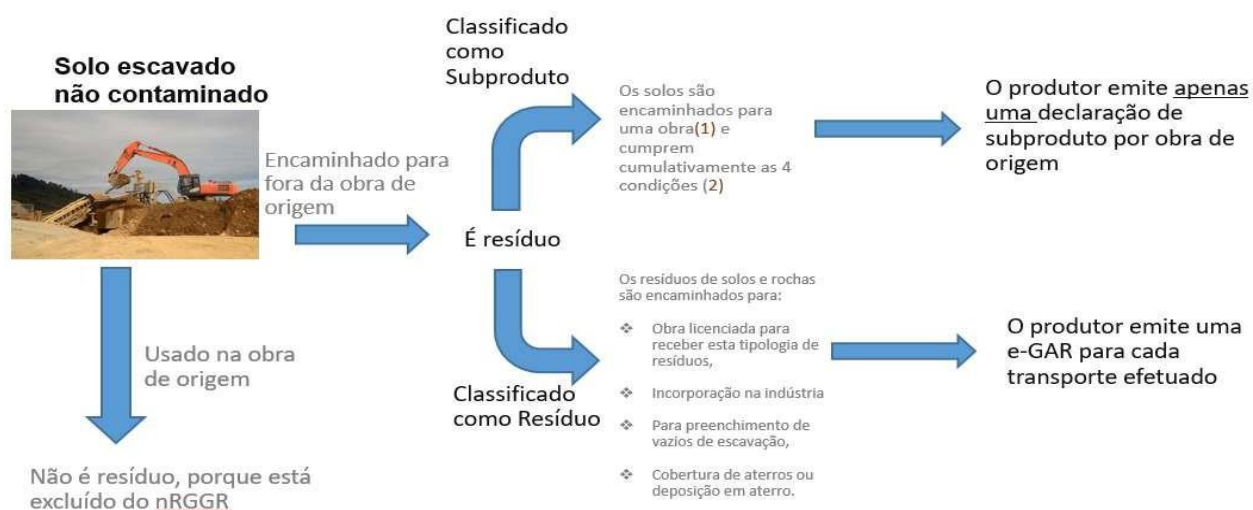 Solo escavado
não contaminado
Encaminhado para
fora da obra de
origem
Usado na obra
de origem
Não é resíduo, porque está
excluído do nRGGR
Classificado
como
Subproduto
É resíduo
Classificado
como Resíduo
Os solos são
encaminhados para
uma obra(1) e
cumprem
cumulativamente as 4
condições (2)
O produtor emite apenas
uma declaração de
subproduto por obra de
origem
Os resíduos de solos e rochas
são encaminhados para:
❖ Obra licenciada para
receber esta tipologia de
resíduos,
❖ Incorporação na indústria
❖ Para preenchimento de
vazios de escavação,
❖ Cobertura de aterros ou
deposição em aterro.
O produtor emite uma
e-GAR para cada
transporte efetuado